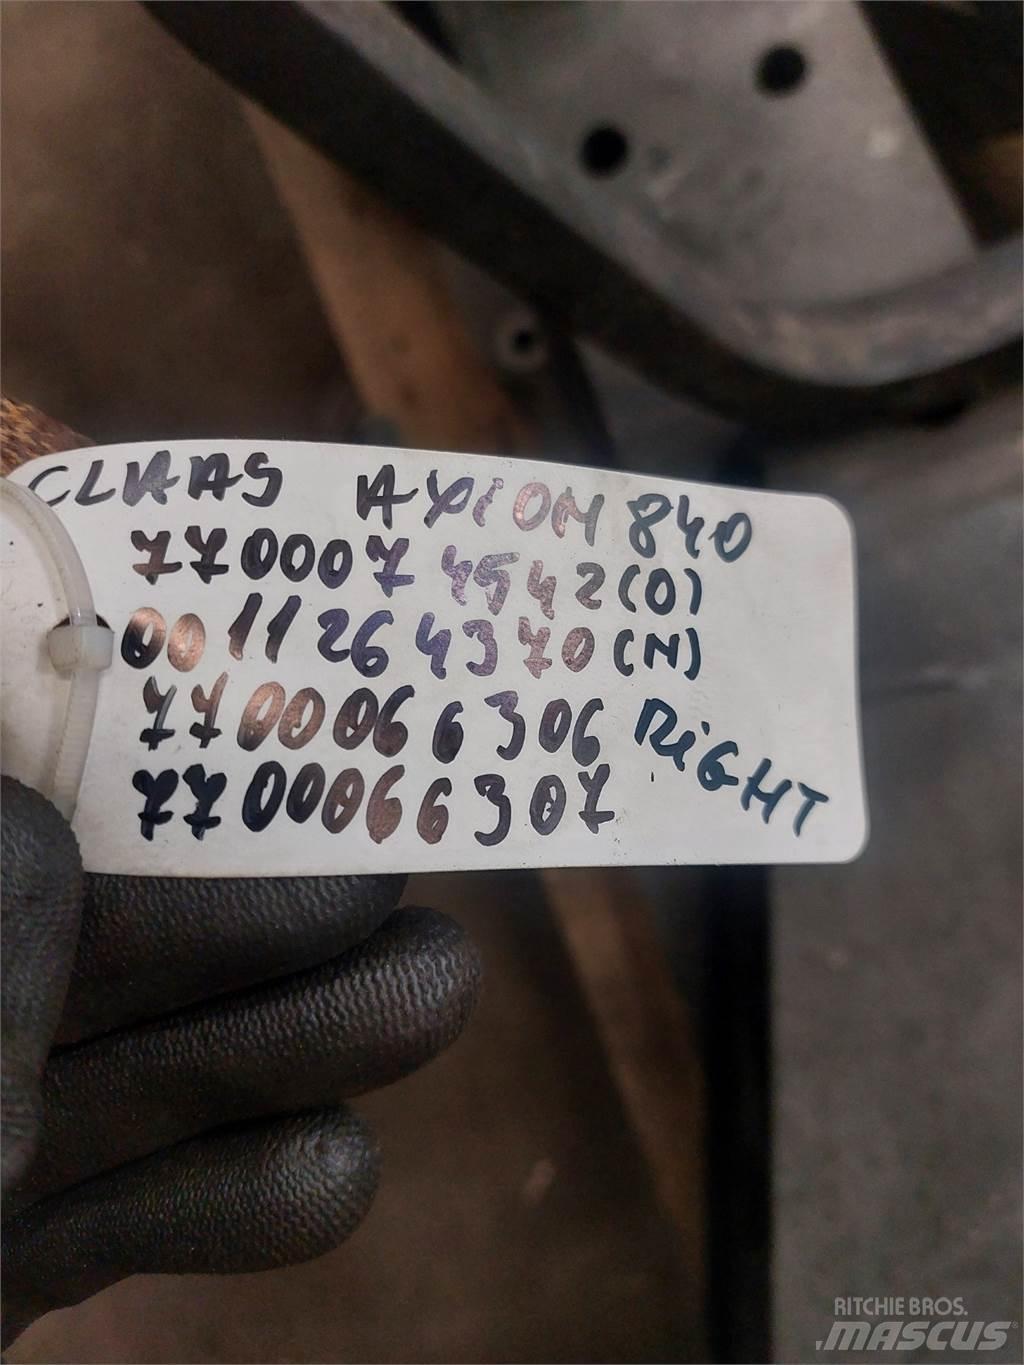 CLAAS AXiON 840
7700074542(O)
0011264370(N)
7700066306 RiGHT
7700066307
RITCHIE BROS.
MASCUS